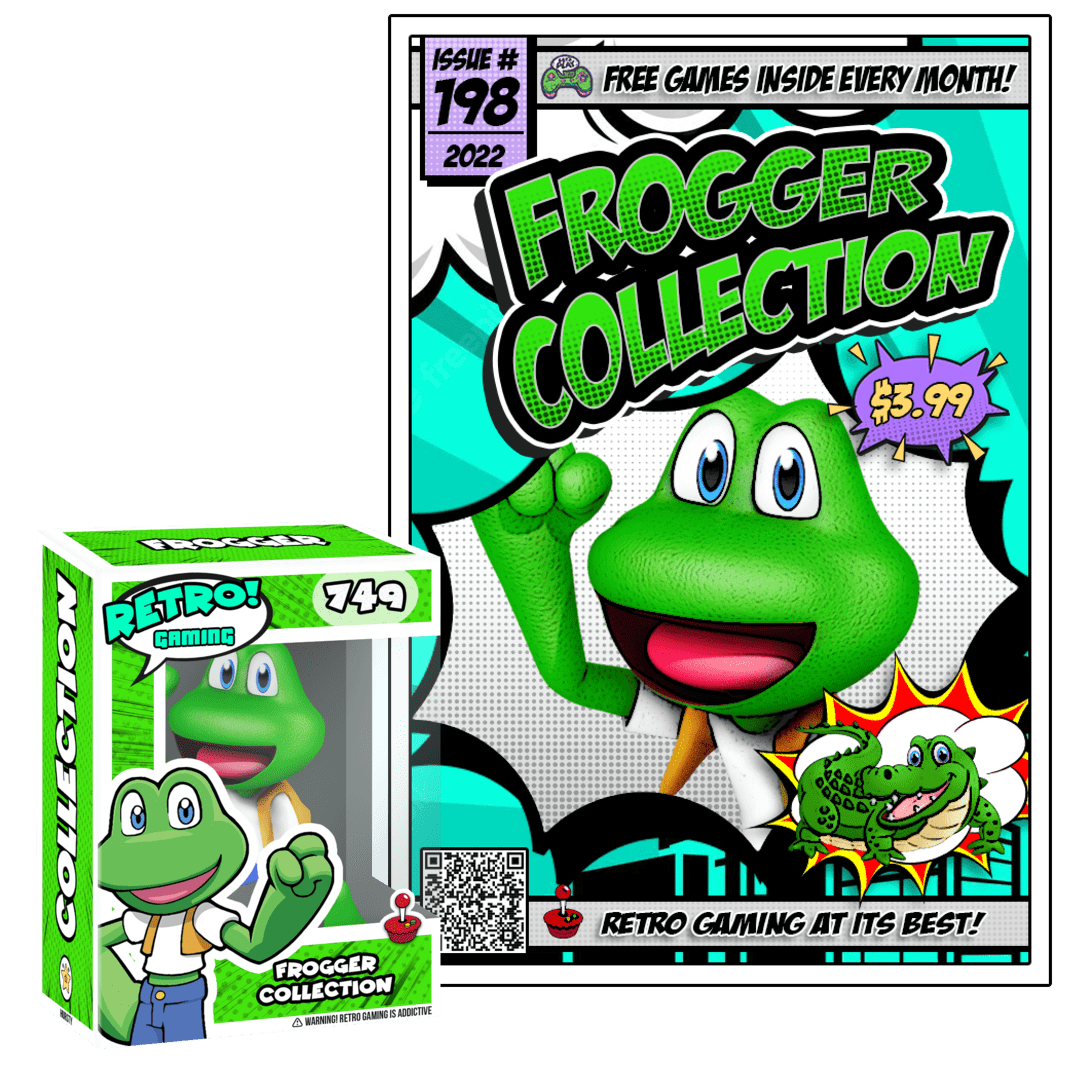 ISSUE #
198
2022
FREE GAMES INSIDE EVERY MONTH!
FROGGER
COLLECTION
$3.99
RETRO GAMING AT ITS BEST!
FROGGER
COLLECTION
RETRO!
GAMING
749
FROGGER
COLLECTION
⚠ WARNING! RETRO GAMING IS ADDICTIVE